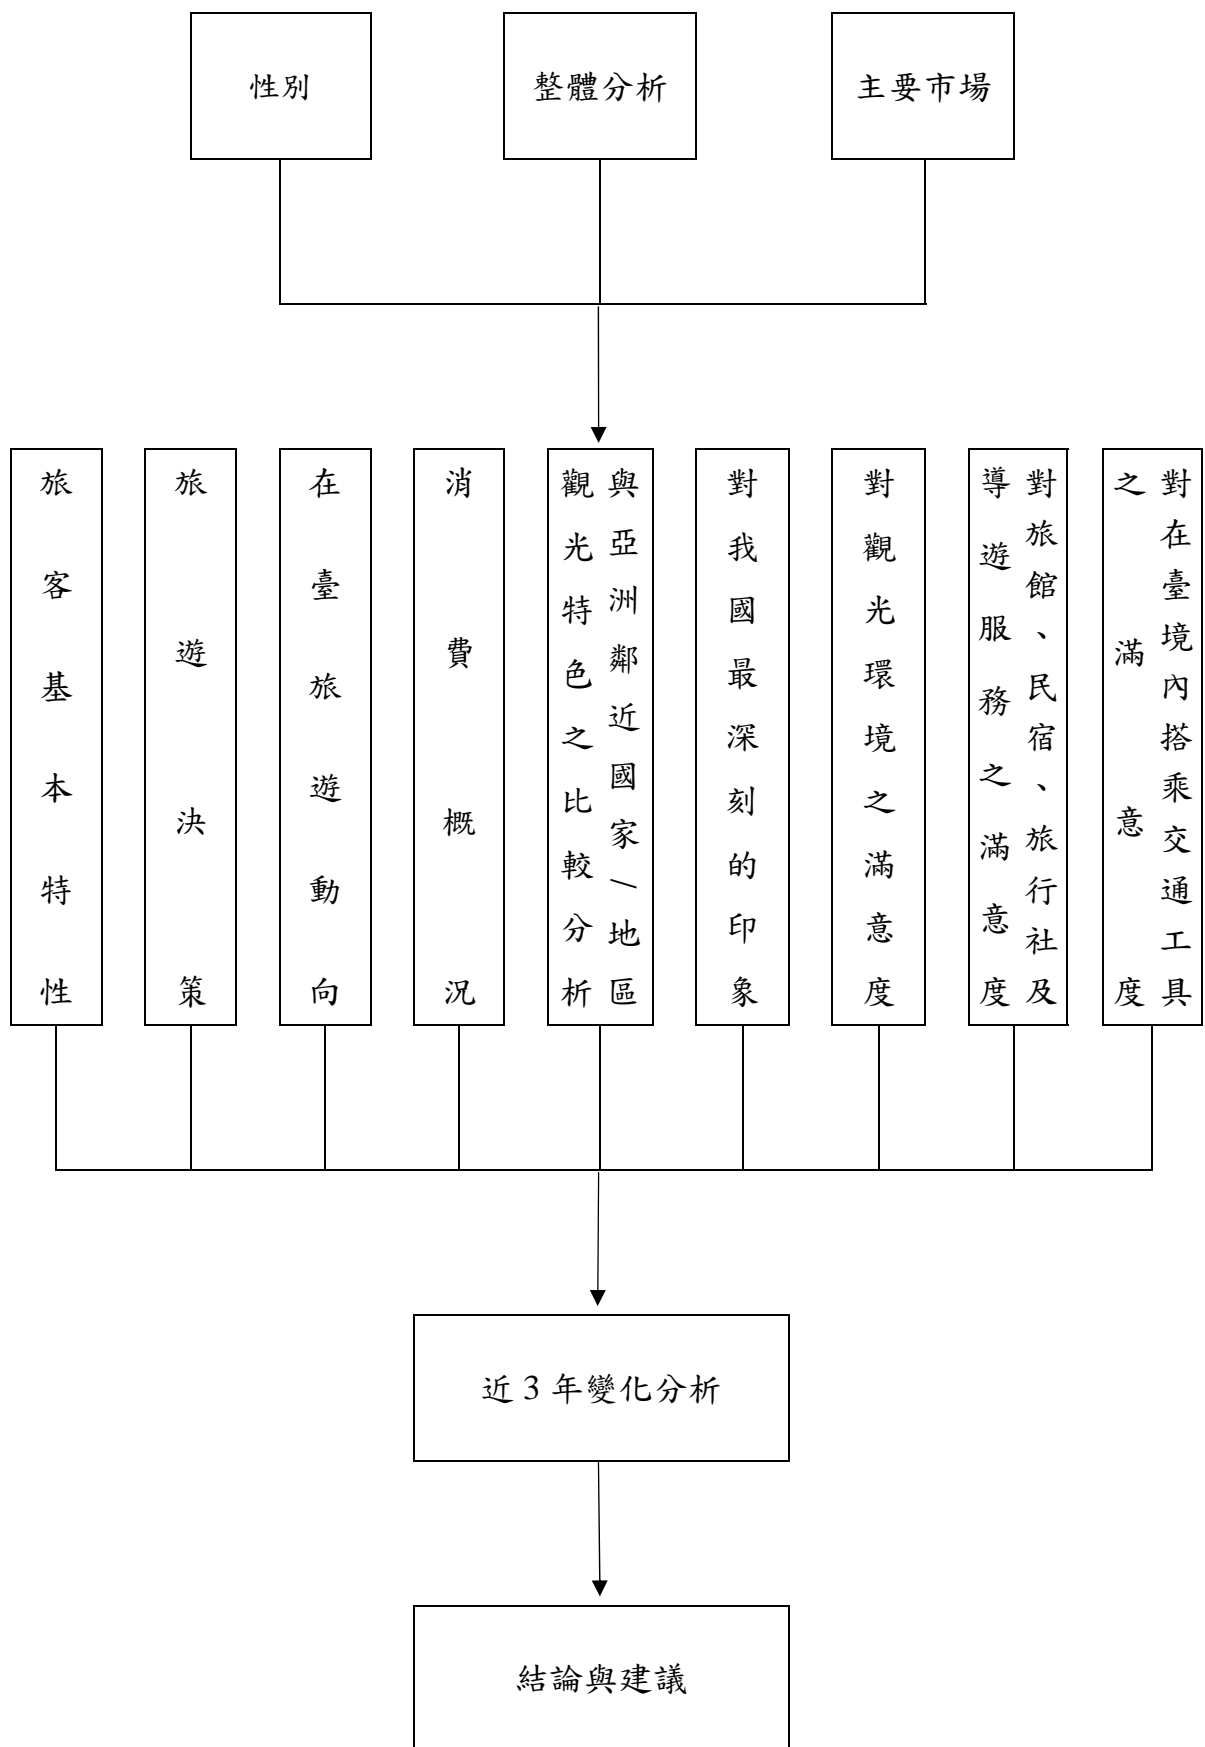 性別
整體分析
主要市場
旅客基本特性
旅遊決策
在臺旅遊動向
消費概況
與亞洲鄰近國家/地區
觀光特色之比較分析
對我國最深刻的印象
對觀光環境之滿意度
對旅館、民宿、旅行社及
導遊服務之滿意度
對在臺境內搭乘交通工具
之滿意度
近3年變化分析
結論與建議